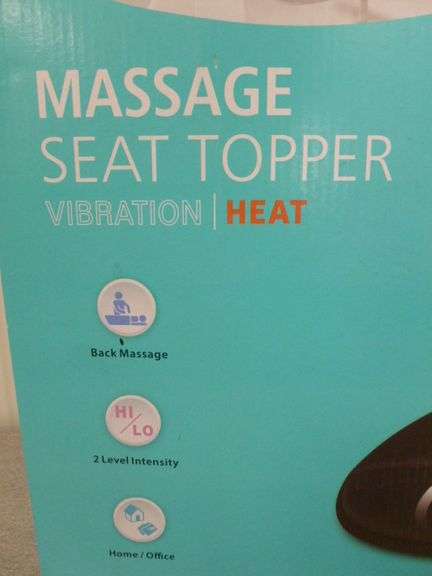 MASSAGE
SEAT TOPPER
VIBRATION | HEAT
Back Massage
HI/LO
2 Level Intensity
Home / Office